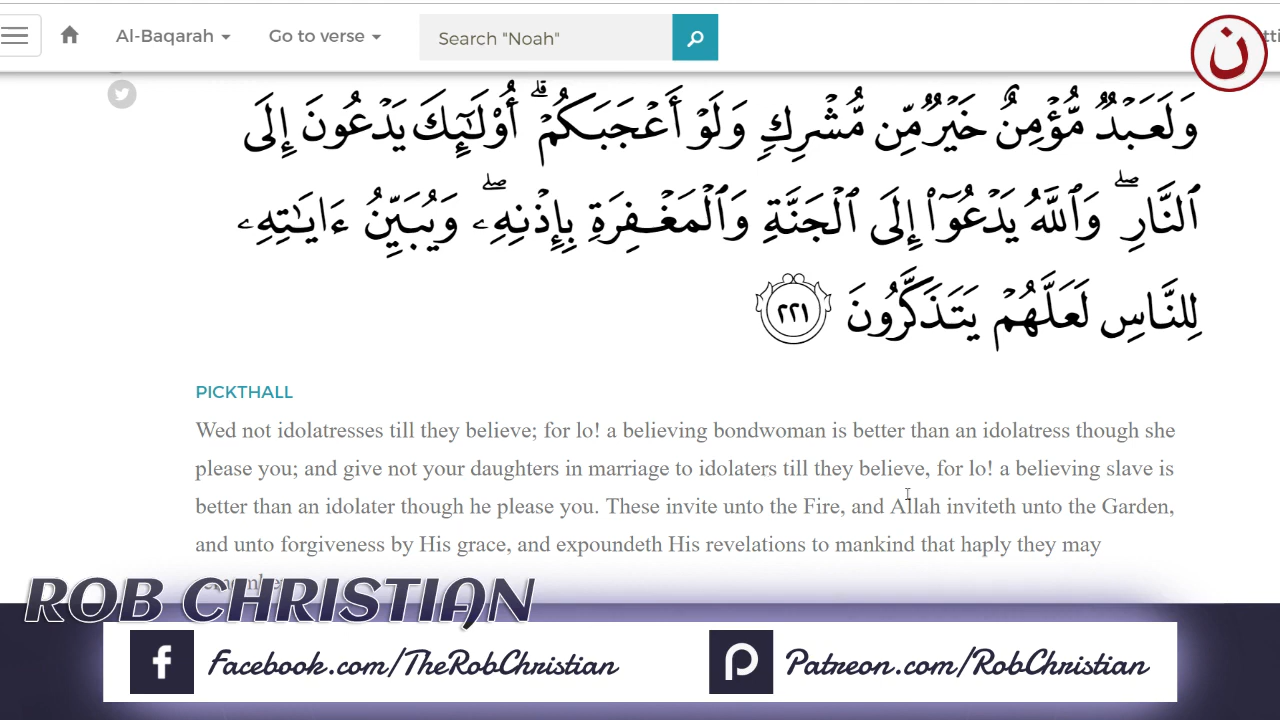 Al-Baqarah
Go to verse
Search "Noah"
ن
وَلَعَبۡدٌ مُّؤۡمِنٌ خَيۡرٌ مِّن مُّشۡرِكٍ وَلَوۡ أَعۡجَبَكُمۡۗ أُوْلَٰٓئِكَ يَدۡعُونَ إِلَى
ٱلنَّارِۖ وَٱللَّهُ يَدۡعُوٓاْ إِلَى ٱلۡجَنَّةِ وَٱلۡمَغۡفِرَةِ بِإِذۡنِهِۦۖ وَيُبَيِّنُ ءَايَٰتِهِۦ
لِلنَّاسِ لَعَلَّهُمۡ يَتَذَكَّرُونَ ٢٢١
PICKTHALL
Wed not idolatresses till they believe; for lo! a believing bondwoman is better than an idolatress though she
please you; and give not your daughters in marriage to idolaters till they believe, for lo! a believing slave is
better than an idolater though he please you. These invite unto the Fire, and Allah inviteth unto the Garden,
and unto forgiveness by His grace, and expoundeth His revelations to mankind that haply they may
ROB CHRISTIAN
Facebook.com/TheRobChristian
Patreon.com/RobChristian